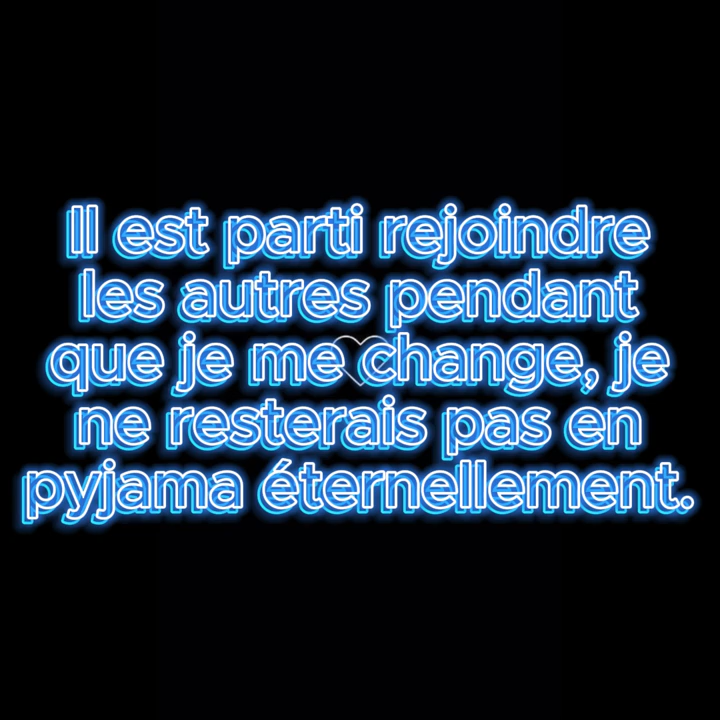 Il est parti rejoindre
les autres pendant
que je me change, je
ne resterais pas en
pyjama éternellement.